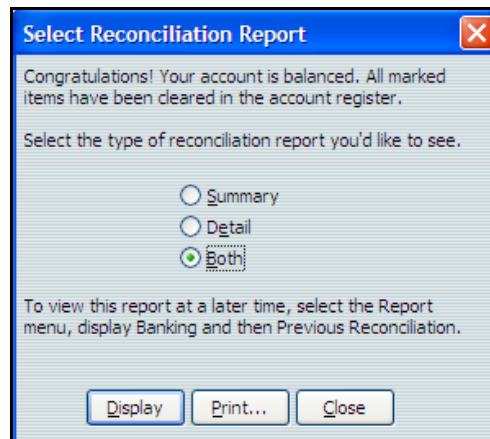 Select Reconciliation Report
Congratulations! Your account is balanced. All marked
items have been cleared in the account register.
Select the type of reconciliation report you'd like to see.
Summary
Detail
Both
To view this report at a later time, select the Report
menu, display Banking and then Previous Reconciliation.
Display Print... Close